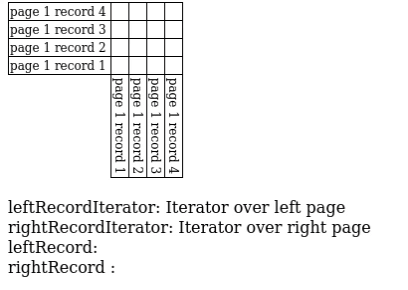 page 1 record 4
page 1 record 3
page 1 record 2
page 1 record 1
page 1 record 1
page 1 record 2
page 1 record 3
page 1 record 4
leftRecordIterator: Iterator over left page
rightRecordIterator: Iterator over right page
leftRecord:
rightRecord :